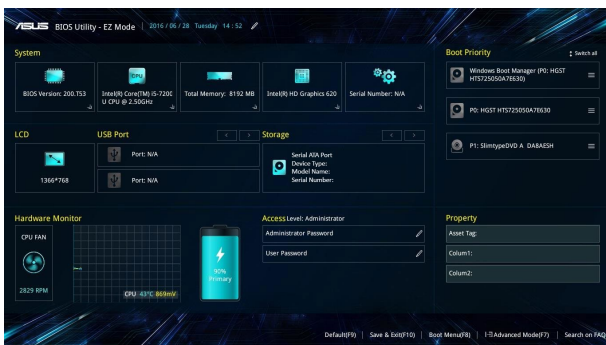 ASUS BIOS Utility - EZ Mode 2016 / 06 / 28 Tuesday 14 : 52
System
BIOS Version: 200.T53
CPU
Intel(R) Core(TM) i5-7200
U CPU @ 2.50GHz
Total Memory: 8192 MB
Intel(R) HD Graphics 620
Serial Number: N/A
Boot Priority
Switch all
Windows Boot Manager (P0: HGST
HTS725050A7E630)
P0: HGST HTS725050A7E630
P1: SlimtypeDVD A DA8AESH
LCD
1366*768
USB Port
Port: N/A
Port: N/A
Storage
Serial ATA Port
Device Type:
Model Name:
Serial Number:
Hardware Monitor
CPU FAN
2829 RPM
CPU 43°C 869mV
90%
Primary
Access Level: Administrator
Administrator Password
User Password
Property
Asset Tag:
Colum1:
Colum2:
Default(F9) | Save & Exit(F10) | Boot Menu(F8) | Advanced Mode(F7) | Search on FAQ